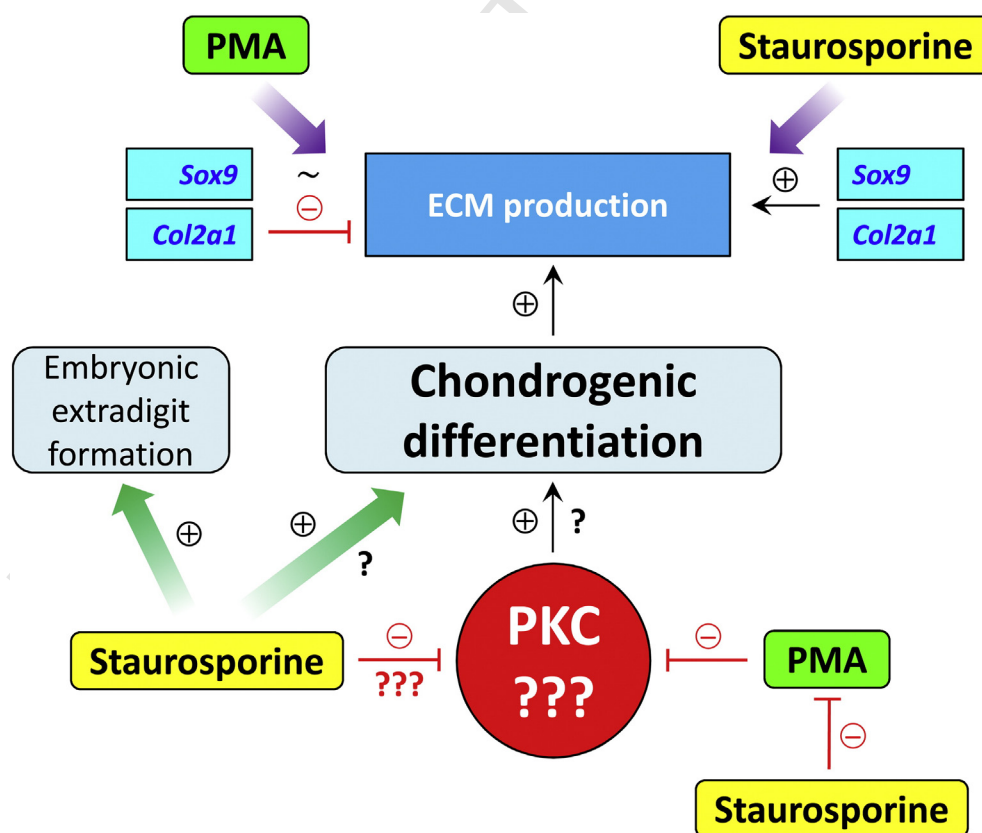 PMA
Staurosporine
Sox9
~
Col2a1
⊖
ECM production
⊕
Sox9
Col2a1
⊕
Embryonic
extradigit
formation
Chondrogenic
differentiation
⊕
⊕
?
⊕
?
Staurosporine
⊖
???
PKC
???
⊖
PMA
⊖
Staurosporine